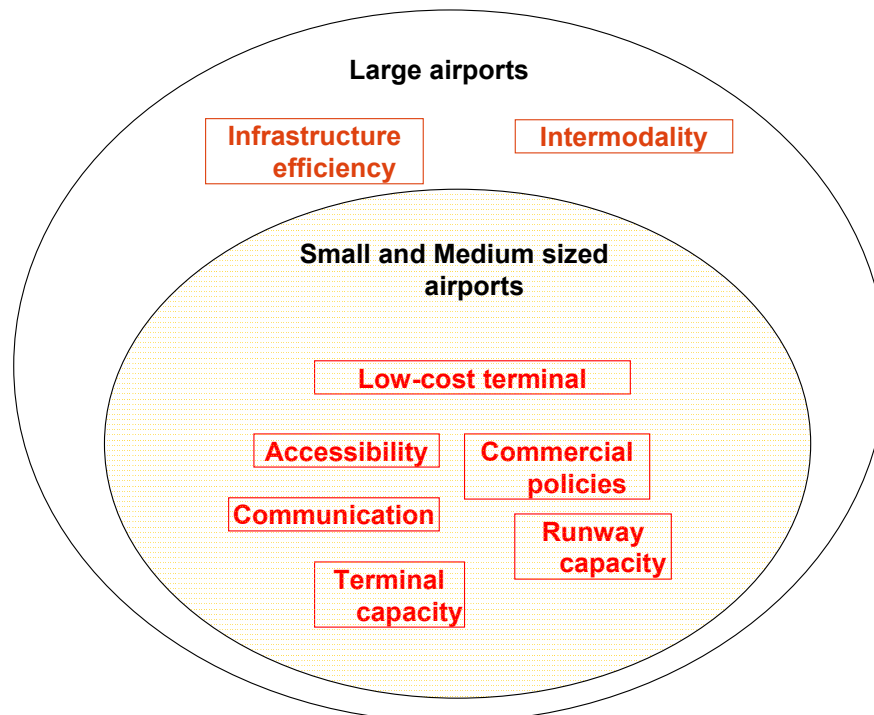 Large airports
Infrastructure
efficiency
Intermodality
Small and Medium sized
airports
Low-cost terminal
Accessibility
Commercial
policies
Communication
Runway
capacity
Terminal
capacity